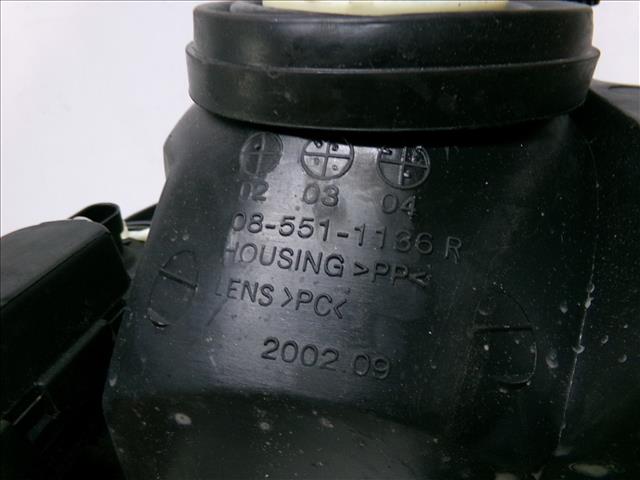 02 03 04
08-551-1136 R
HOUSING >PP<
LENS >PC<
2002.09